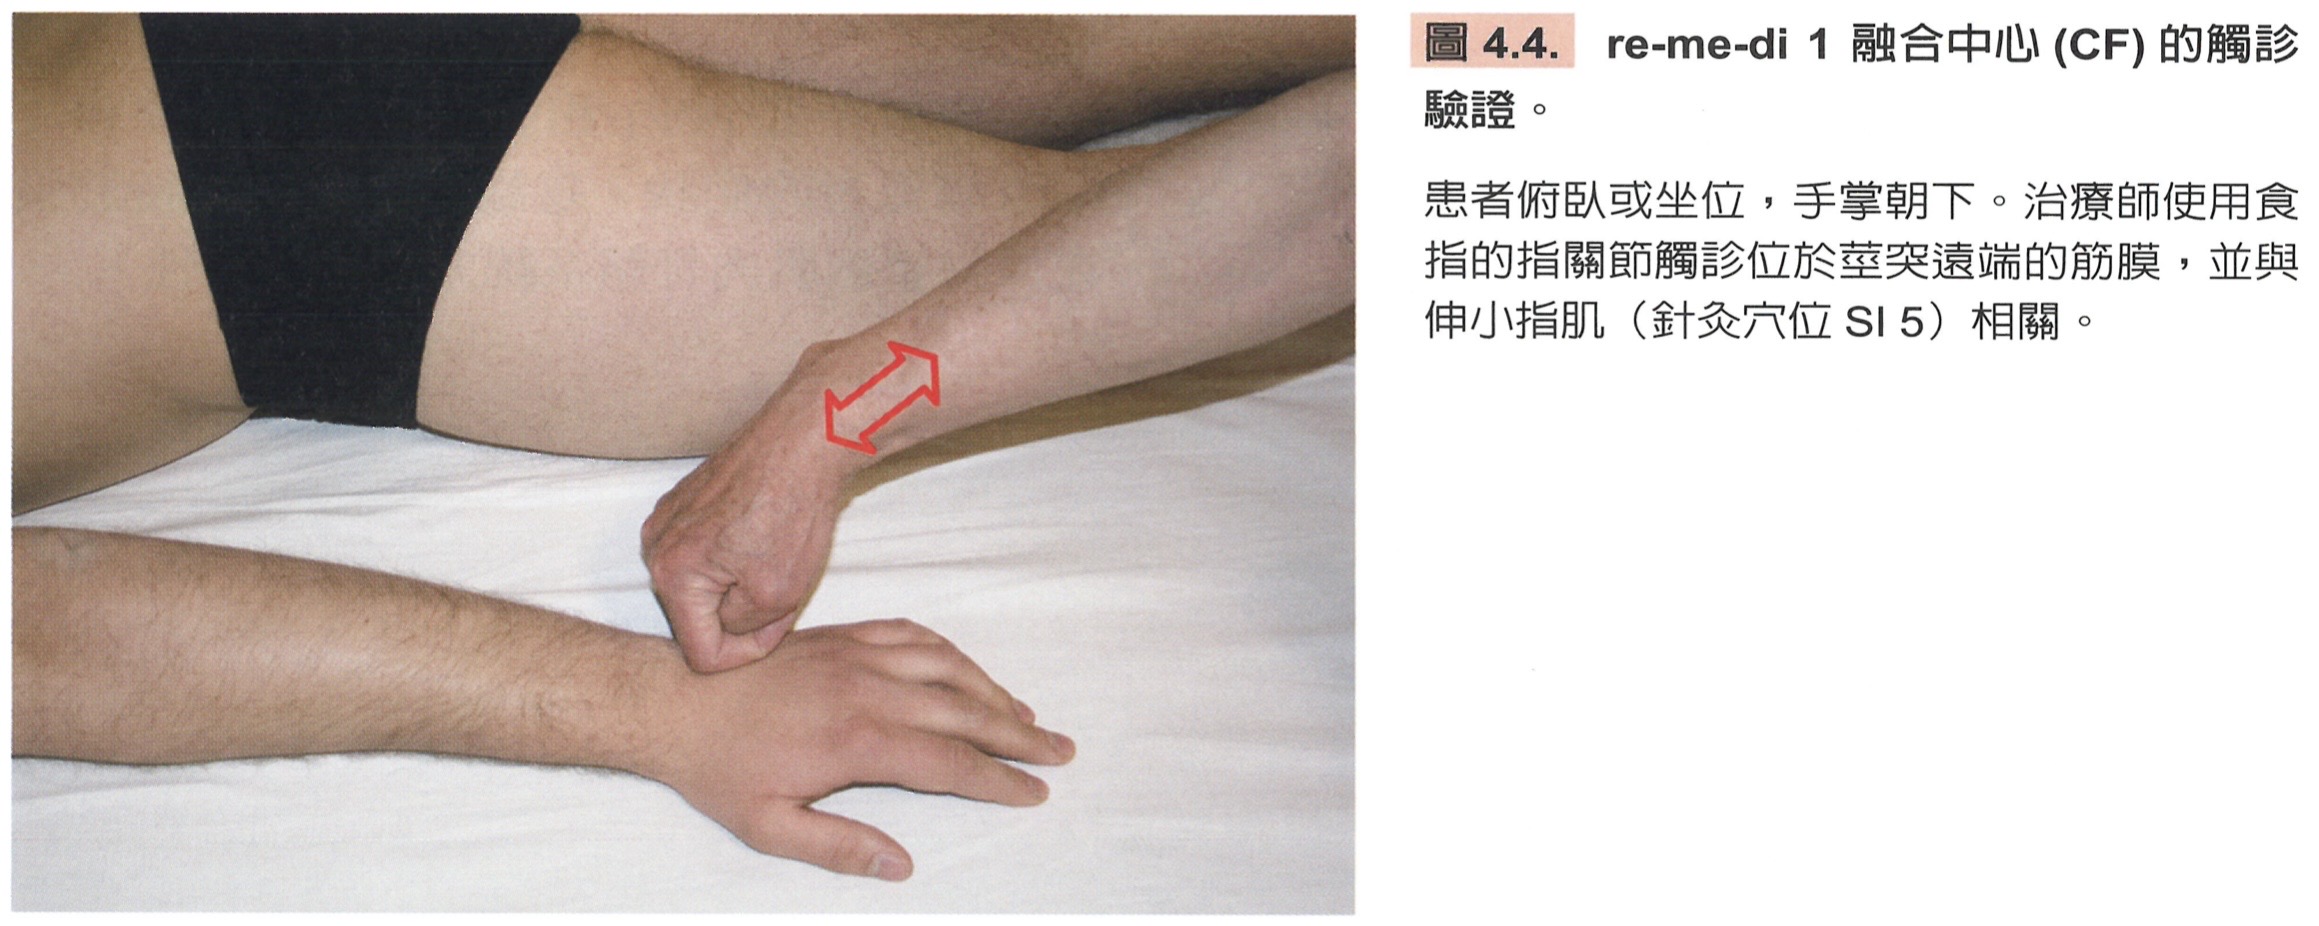 圖 4.4. re-me-di 1 融合中心 (CF) 的觸診
驗證。
患者俯臥或坐位，手掌朝下。治療師使用食
指的指關節觸診位於莖突遠端的筋膜，並與
伸小指肌（針灸穴位 SI 5）相關。